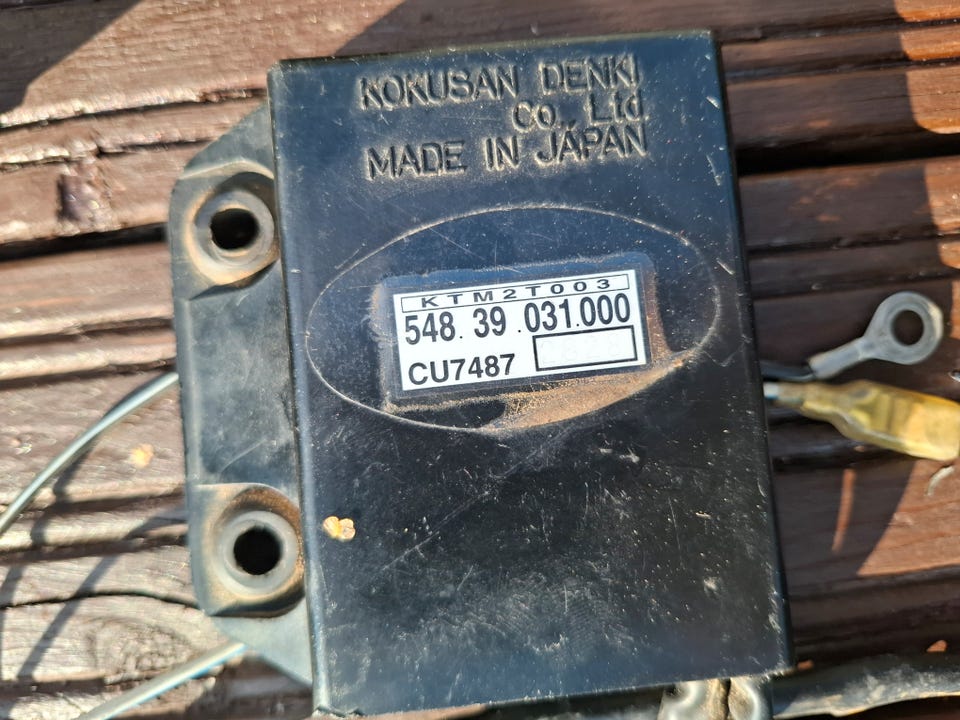 KOKUSAN DENKI
Co., Ltd
MADE IN JAPAN
KTM2T003
548. 39 .031.000
CU7487